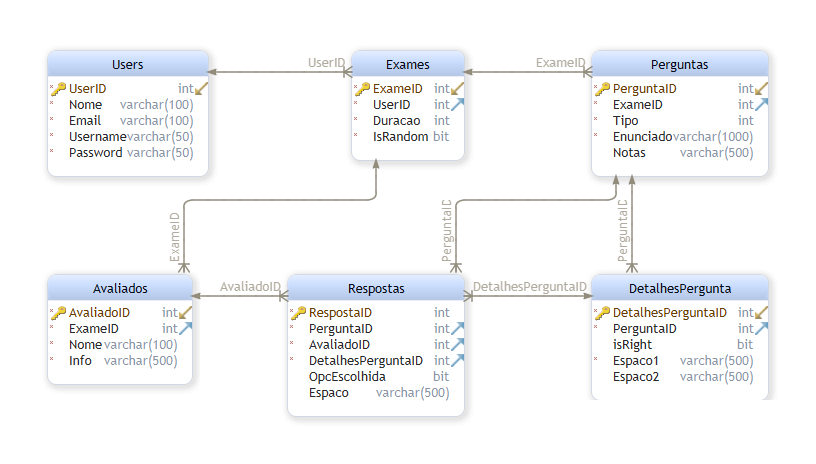 Users
UserID int
Nome varchar(100)
Email varchar(100)
Username varchar(50)
Password varchar(50)
UserID
Exames
ExameID int
UserID int
Duracao int
IsRandom bit
ExameID
Perguntas
PerguntaID int
ExameID int
Tipo int
Enunciado varchar(1000)
Notas varchar(500)
ExameID
PerguntaID
PerguntaID
Avaliados
AvaliadoID int
ExameID int
Nome varchar(100)
Info varchar(500)
AvaliadoID
Respostas
RespostaID int
PerguntaID int
AvaliadoID int
DetalhesPerguntaID int
OpcEscolhida bit
Espaco varchar(500)
DetalhesPerguntaID
DetalhesPergunta
DetalhesPerguntaID int
PerguntaID int
isRight bit
Espaco1 varchar(500)
Espaco2 varchar(500)